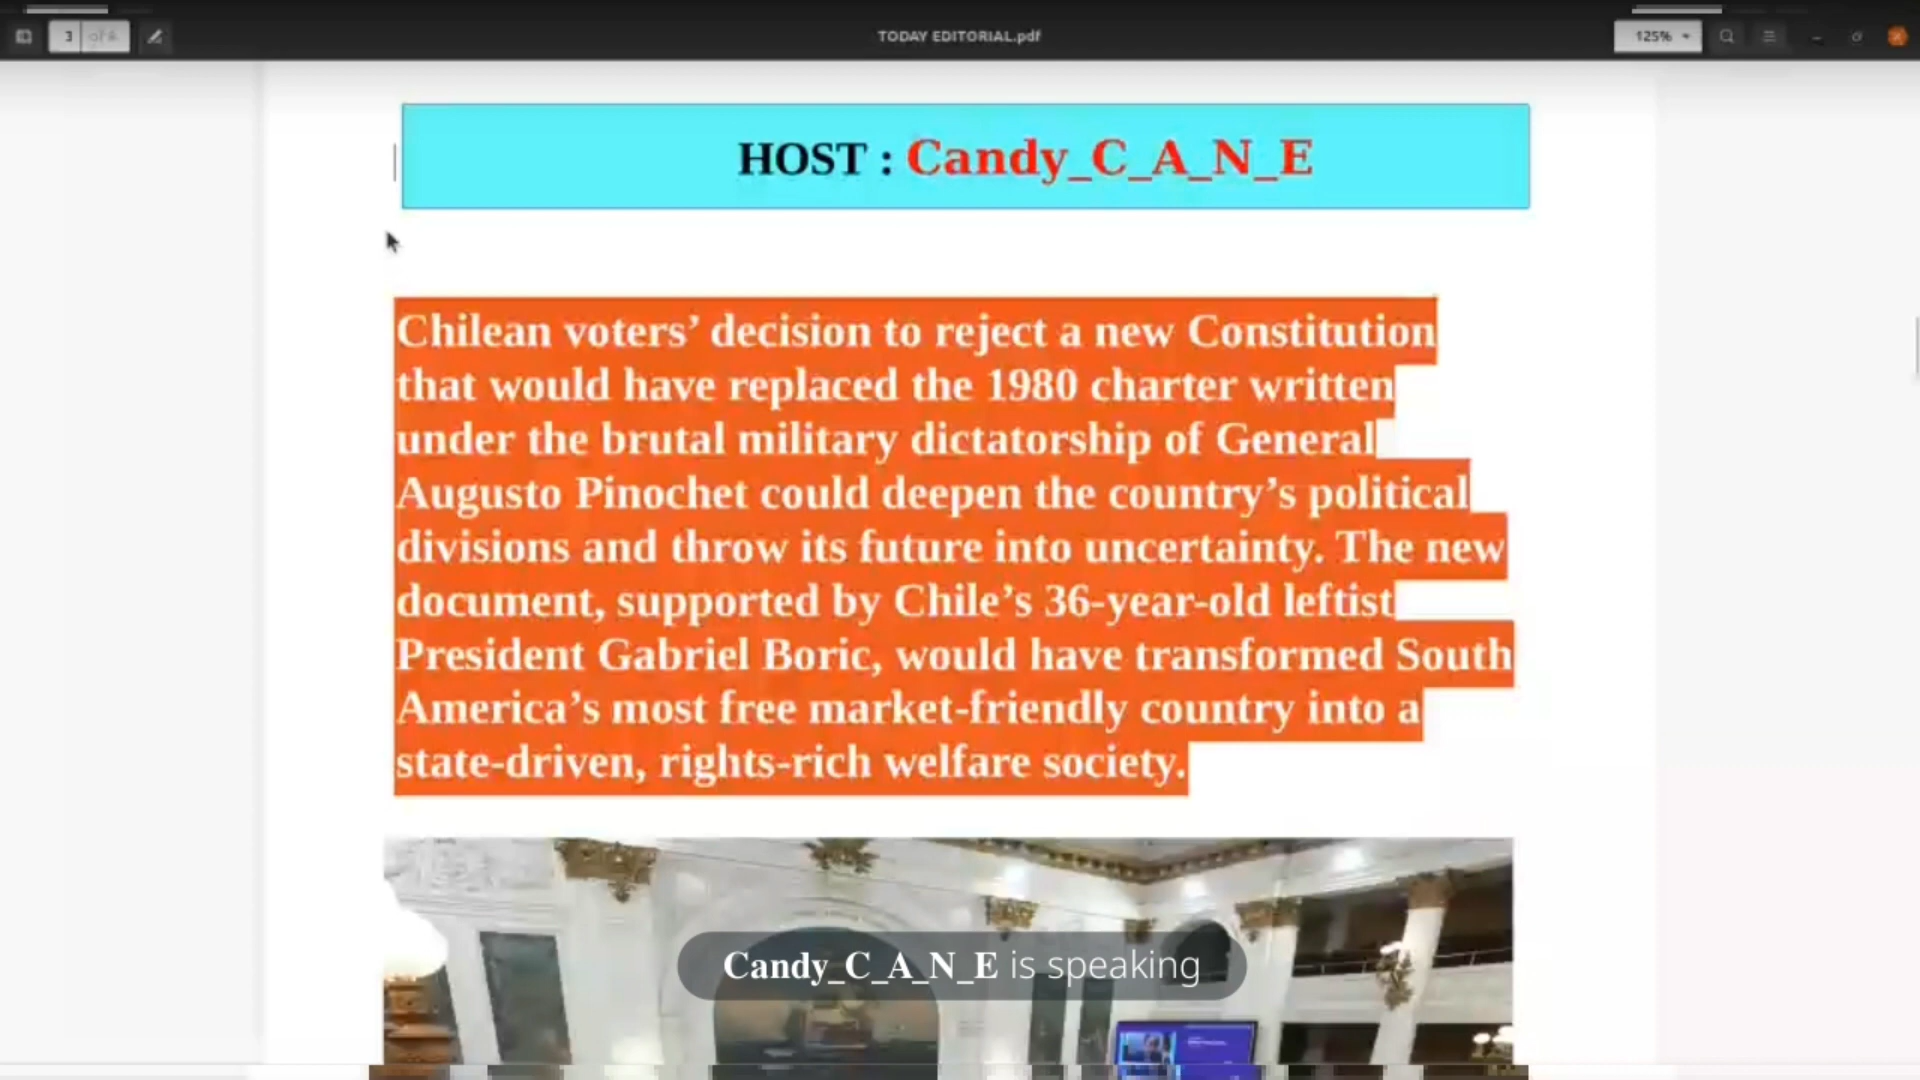 3 of 6
TODAY EDITORIAL.pdf
125%
HOST : Candy_C_A_N_E
Chilean voters’ decision to reject a new Constitution
that would have replaced the 1980 charter written
under the brutal military dictatorship of General
Augusto Pinochet could deepen the country’s political
divisions and throw its future into uncertainty. The new
document, supported by Chile’s 36-year-old leftist
President Gabriel Boric, would have transformed South
America’s most free market-friendly country into a
state-driven, rights-rich welfare society.
Candy_C_A_N_E is speaking